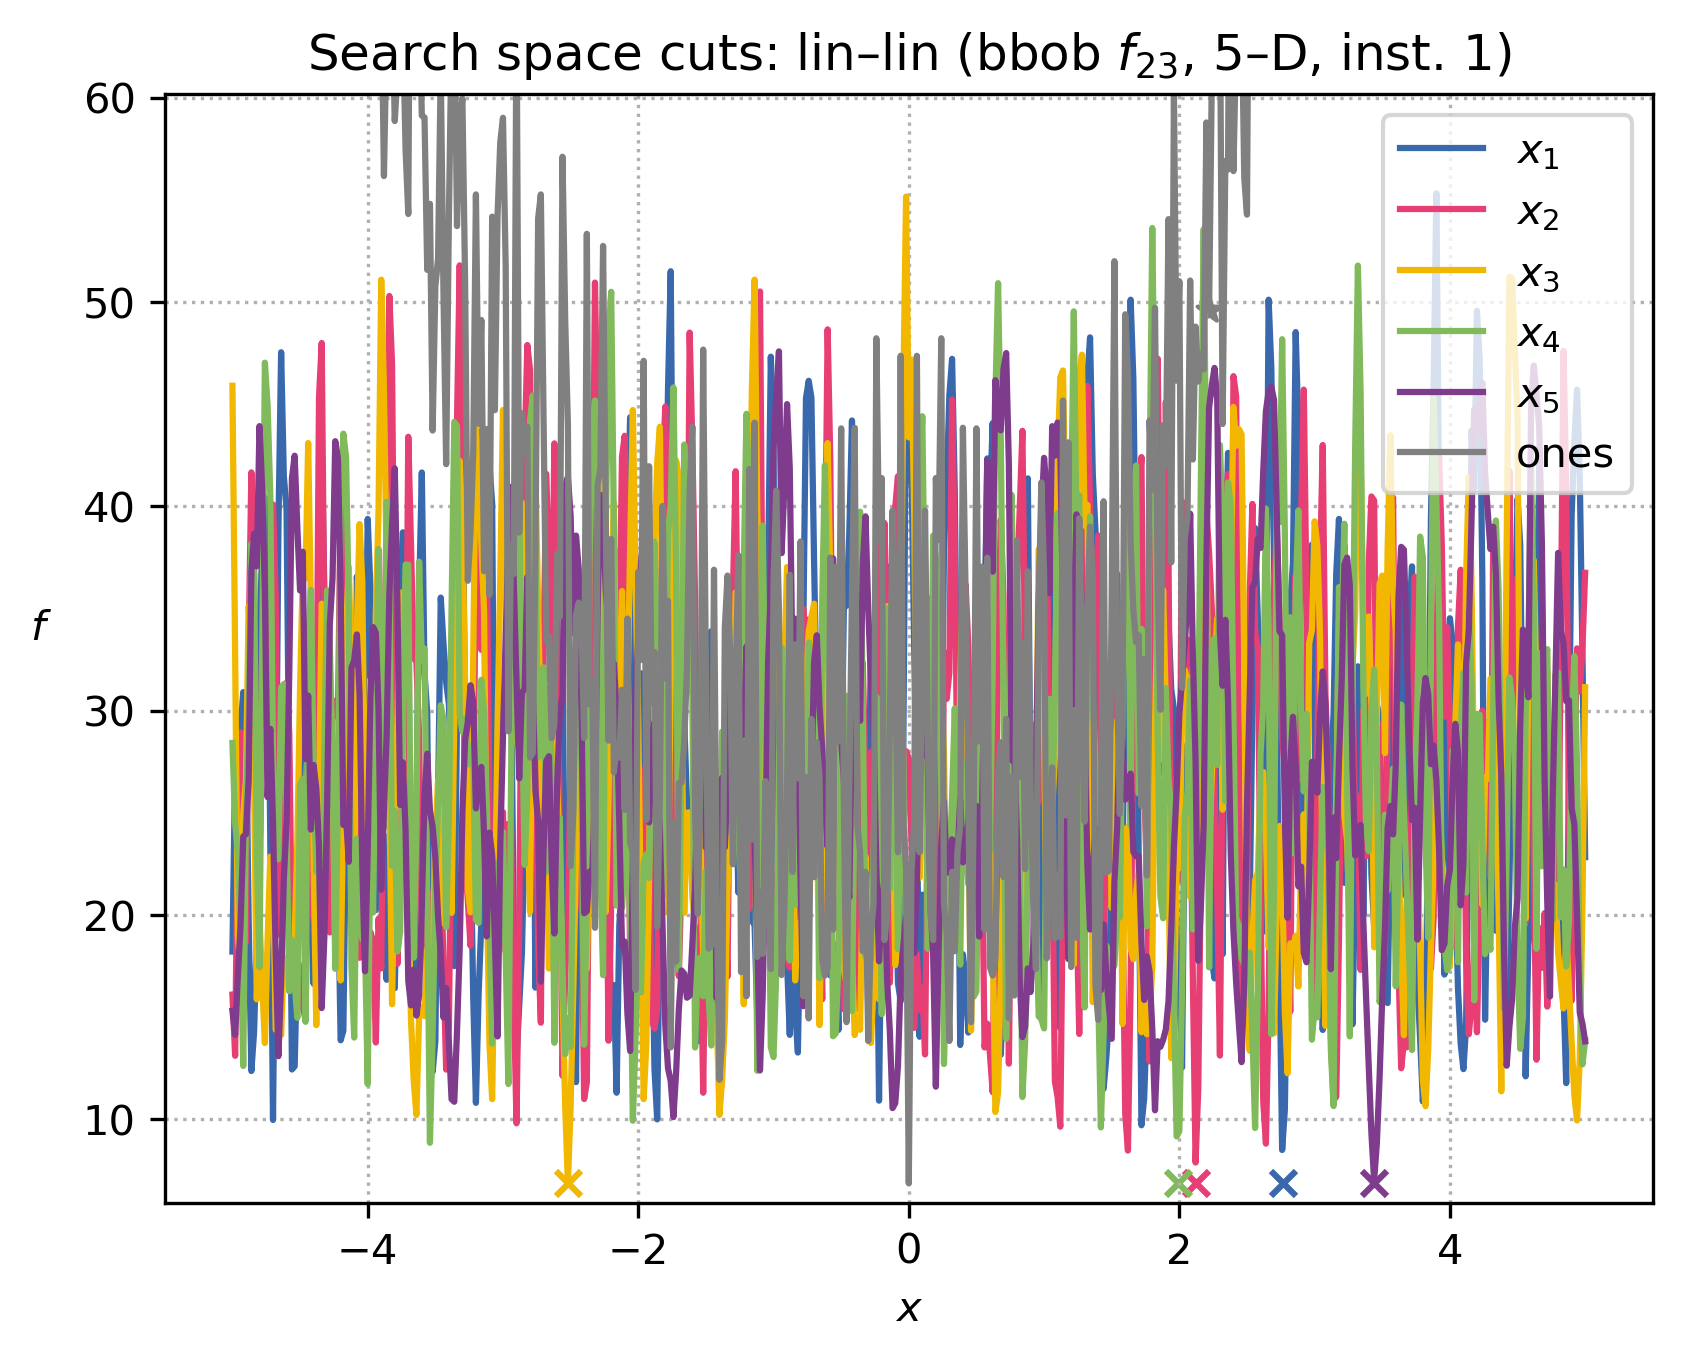 Search space cuts: lin–lin (bbob f₂₃, 5–D, inst. 1)
60
50
40
30
20
10
f
−4
−2
0
2
4
x
x₁
x₂
x₃
x₄
x₅
ones